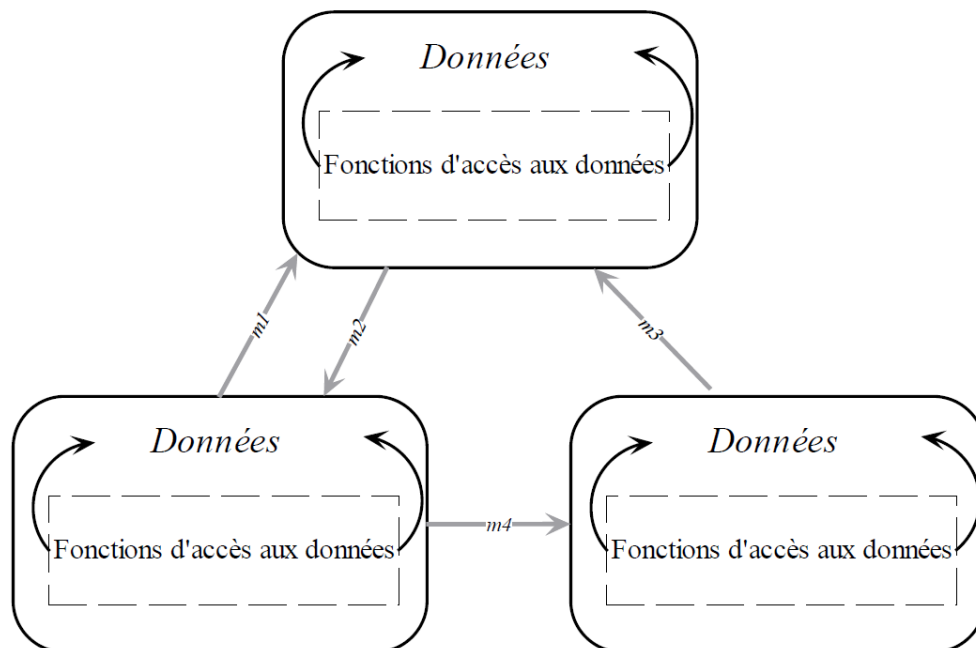 Données
Fonctions d'accès aux données
m1
m2
m3
Données
Fonctions d'accès aux données
m4
Données
Fonctions d'accès aux données